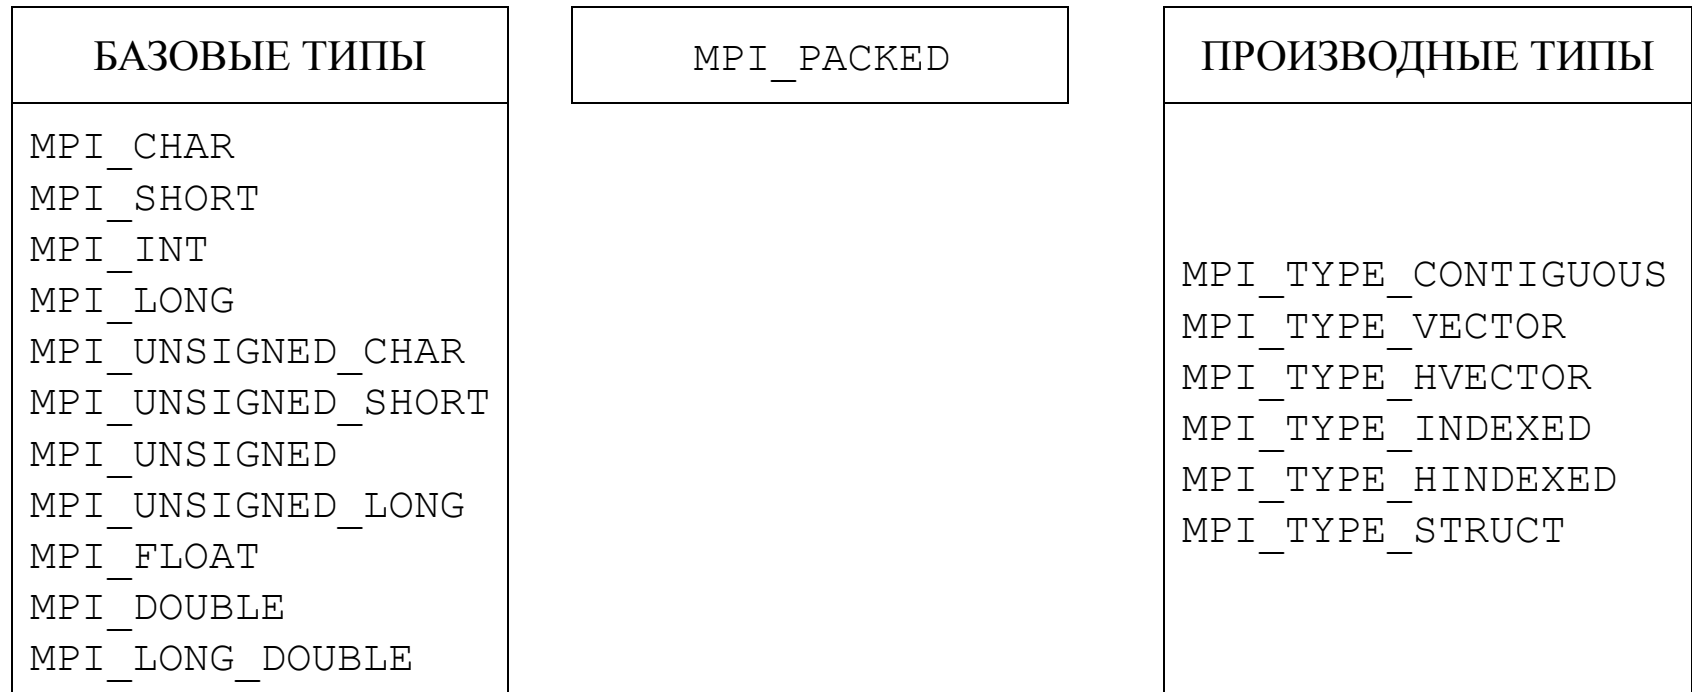 БАЗОВЫЕ ТИПЫ
MPI_CHAR
MPI_SHORT
MPI_INT
MPI_LONG
MPI_UNSIGNED_CHAR
MPI_UNSIGNED_SHORT
MPI_UNSIGNED
MPI_UNSIGNED_LONG
MPI_FLOAT
MPI_DOUBLE
MPI_LONG_DOUBLE
MPI_PACKED
ПРОИЗВОДНЫЕ ТИПЫ
MPI_TYPE_CONTIGUOUS
MPI_TYPE_VECTOR
MPI_TYPE_HVECTOR
MPI_TYPE_INDEXED
MPI_TYPE_HINDEXED
MPI_TYPE_STRUCT